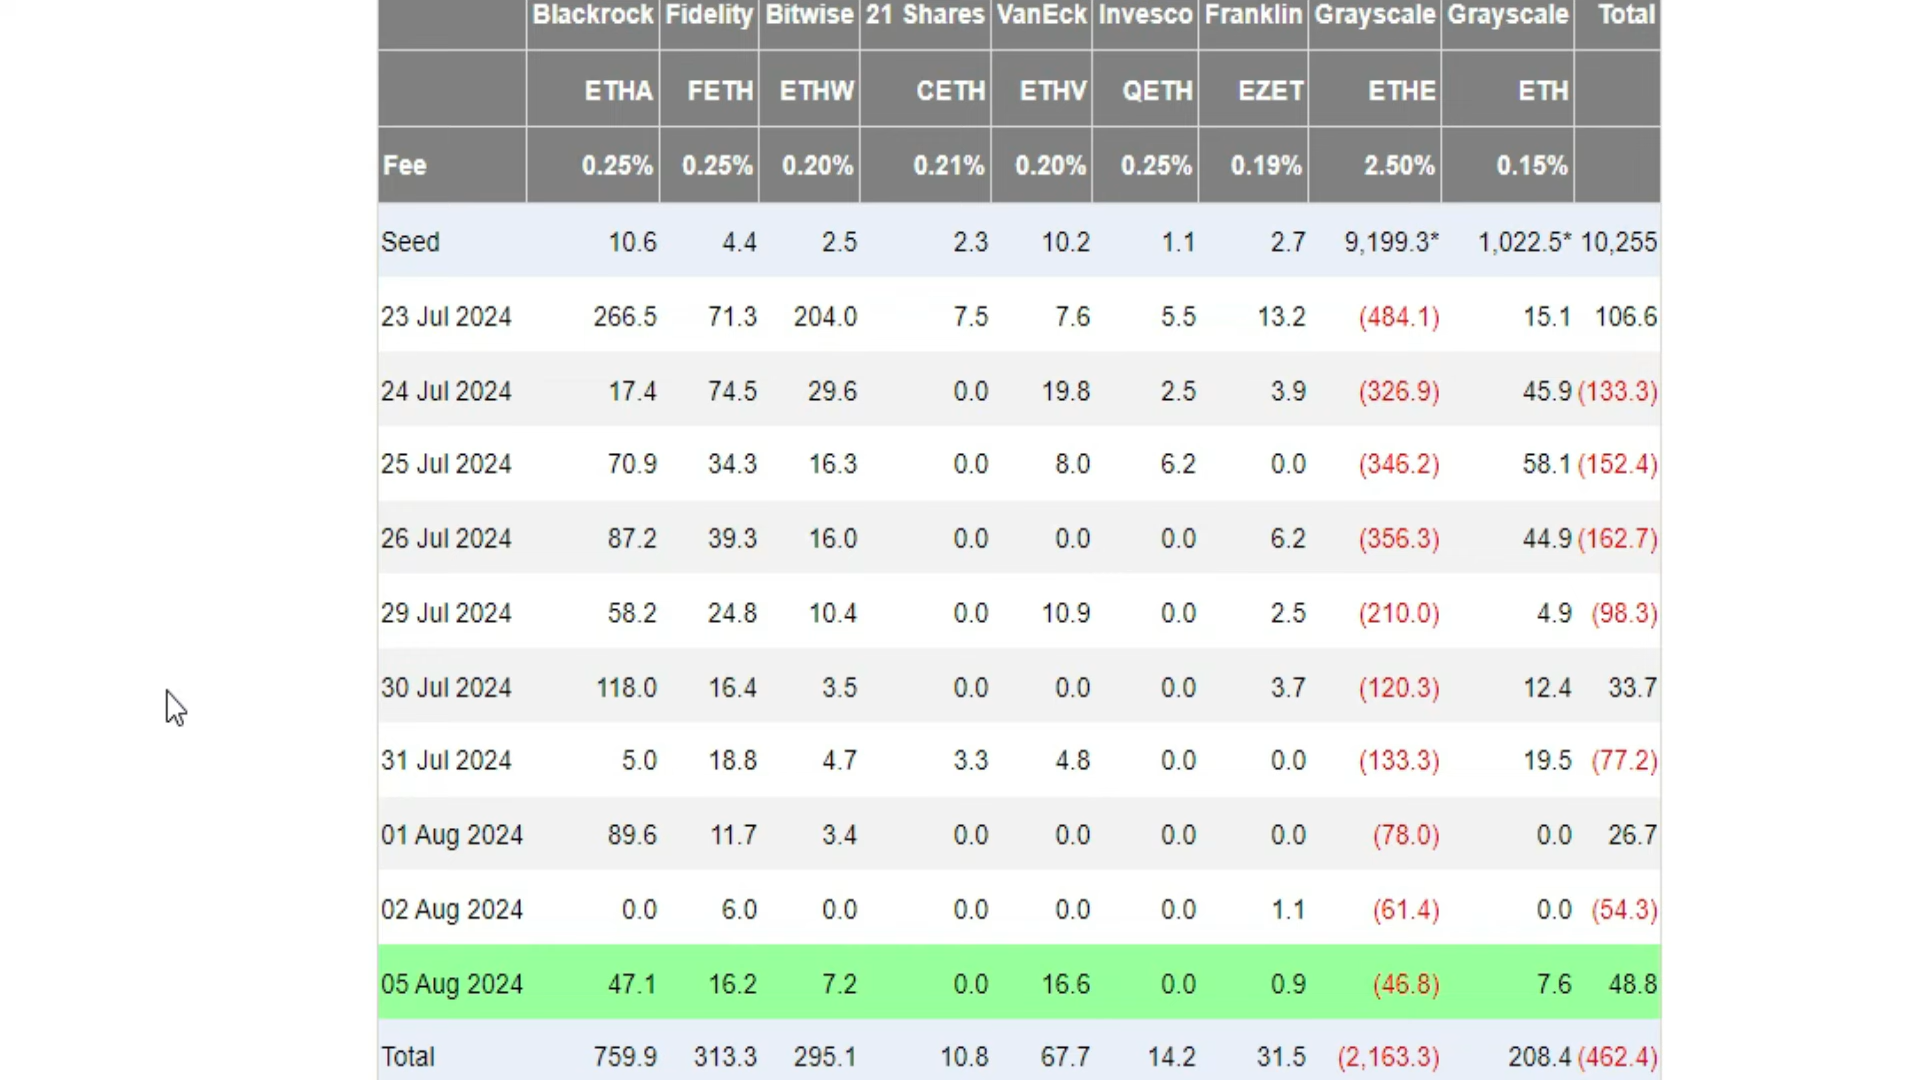 Blackrock Fidelity Bitwise 21 Shares VanEck Invesco Franklin Grayscale Grayscale Total
ETHA FETH ETHW CETH ETHV QETH EZET ETHE ETH
Fee 0.25% 0.25% 0.20% 0.21% 0.20% 0.25% 0.19% 2.50% 0.15%
Seed 10.6 4.4 2.5 2.3 10.2 1.1 2.7 9,199.3* 1,022.5* 10,255
23 Jul 2024 266.5 71.3 204.0 7.5 7.6 5.5 13.2 (484.1) 15.1 106.6
24 Jul 2024 17.4 74.5 29.6 0.0 19.8 2.5 3.9 (326.9) 45.9 (133.3)
25 Jul 2024 70.9 34.3 16.3 0.0 8.0 6.2 0.0 (346.2) 58.1 (152.4)
26 Jul 2024 87.2 39.3 16.0 0.0 0.0 0.0 6.2 (356.3) 44.9 (162.7)
29 Jul 2024 58.2 24.8 10.4 0.0 10.9 0.0 2.5 (210.0) 4.9 (98.3)
30 Jul 2024 118.0 16.4 3.5 0.0 0.0 0.0 3.7 (120.3) 12.4 33.7
31 Jul 2024 5.0 18.8 4.7 3.3 4.8 0.0 0.0 (133.3) 19.5 (77.2)
01 Aug 2024 89.6 11.7 3.4 0.0 0.0 0.0 0.0 (78.0) 0.0 26.7
02 Aug 2024 0.0 6.0 0.0 0.0 0.0 0.0 1.1 (61.4) 0.0 (54.3)
05 Aug 2024 47.1 16.2 7.2 0.0 16.6 0.0 0.9 (46.8) 7.6 48.8
Total 759.9 313.3 295.1 10.8 67.7 14.2 31.5 (2,163.3) 208.4 (462.4)